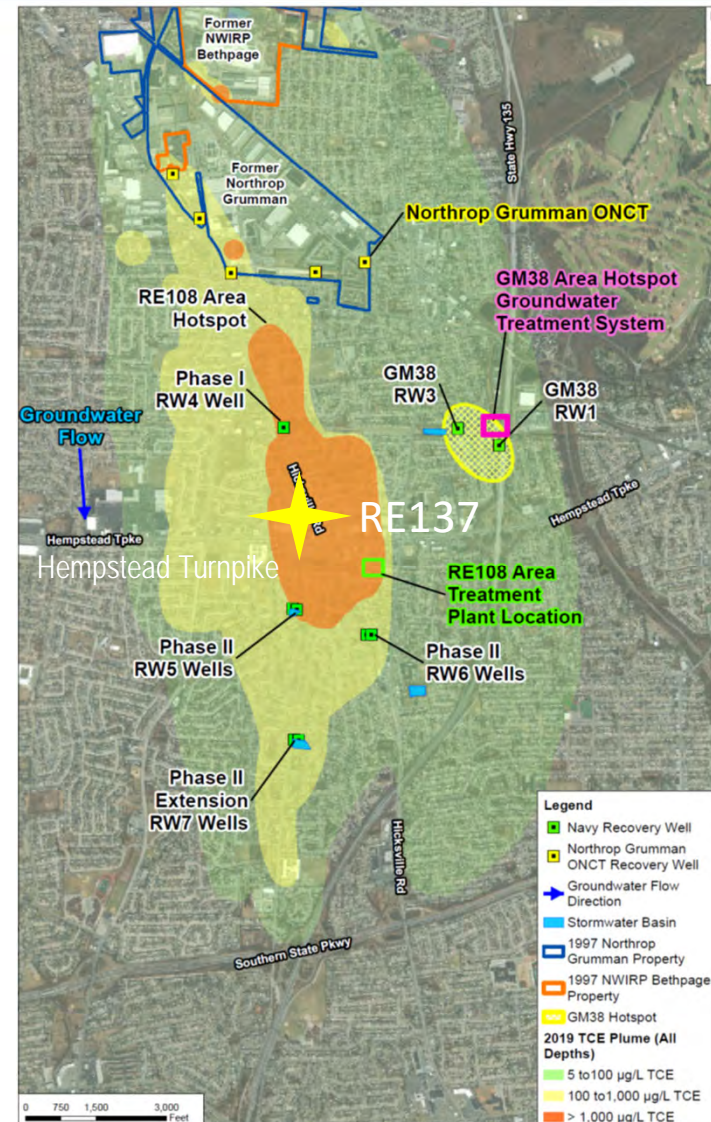 Former
NWIRP
Bethpage
State Hwy 135
Former
Northrop
Grumman
Northrop Grumman ONCT
RE108 Area
Hotspot
GM38 Area Hotspot
Groundwater
Treatment System
Phase I
RW4 Well
GM38
RW3
GM38
RW1
Groundwater
Flow
Hicksville Rd
RE137
Hempstead Tpke
Hempstead Tpke
Hempstead Turnpike
RE108 Area
Treatment
Plant Location
Phase II
RW5 Wells
Phase II
RW6 Wells
Phase II
Extension
RW7 Wells
Hicksville Rd
Southern State Pkwy
Legend
Navy Recovery Well
Northrop Grumman
ONCT Recovery Well
Groundwater Flow
Direction
Stormwater Basin
1997 Northrop
Grumman Property
1997 NWIRP Bethpage
Property
GM38 Hotspot
2019 TCE Plume (All
Depths)
5 to100 µg/L TCE
100 to1,000 µg/L TCE
> 1,000 µg/L TCE
0 750 1,500 3,000
Feet